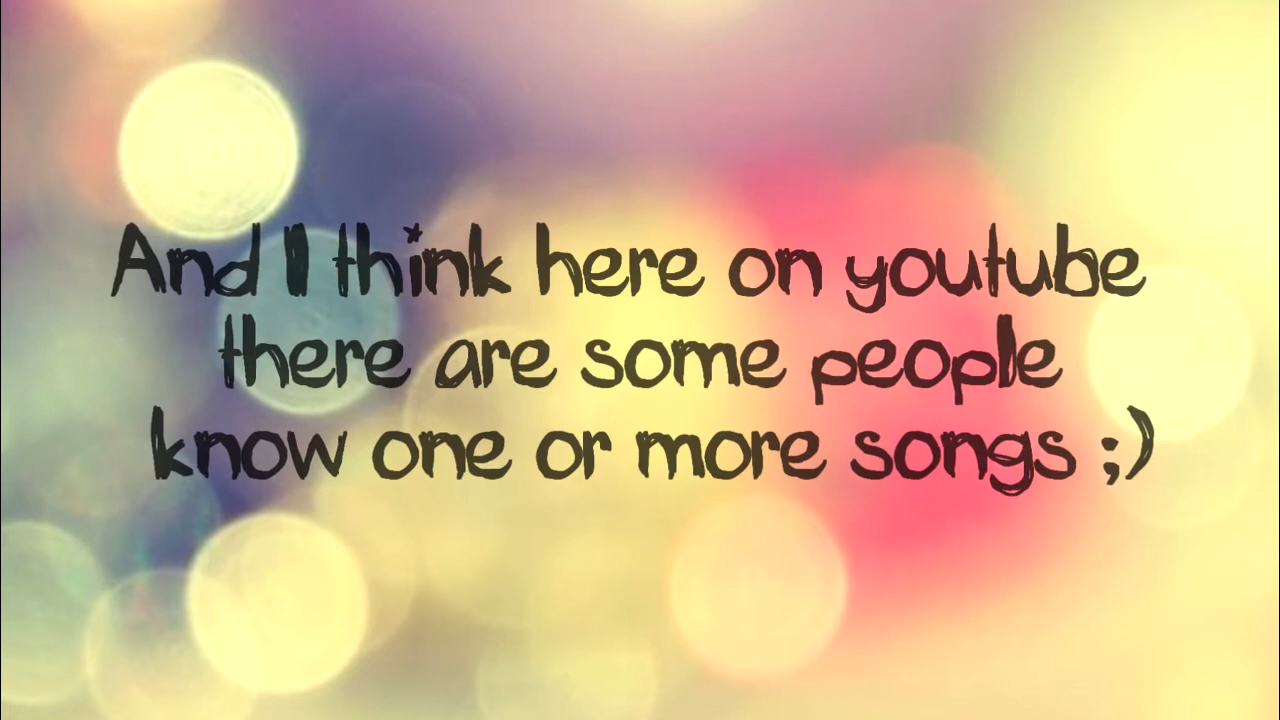 And I think here on youtube
there are some people
know one or more songs ;)